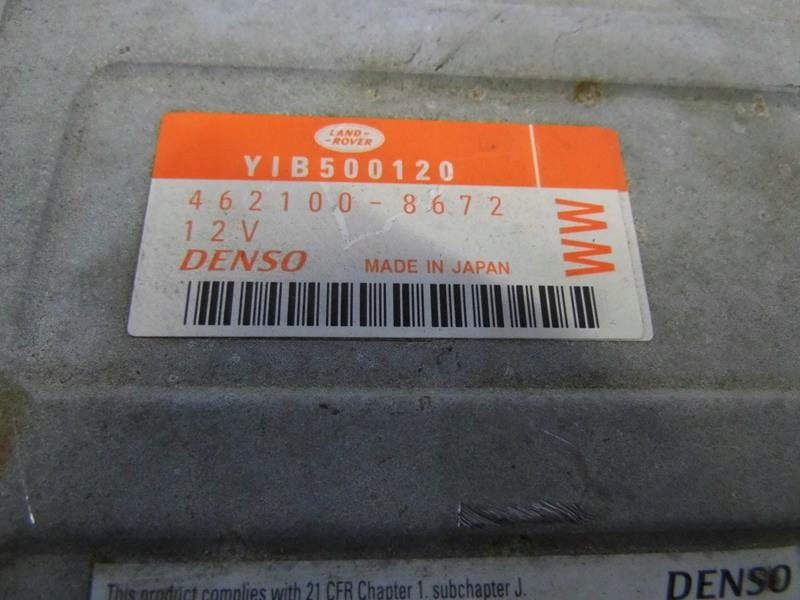 LAND-
-ROVER
YIB500120
462100-8672
12V
MM
DENSO
MADE IN JAPAN
This product complies with 21 CFR Chapter 1. subchapter J.
DENSO